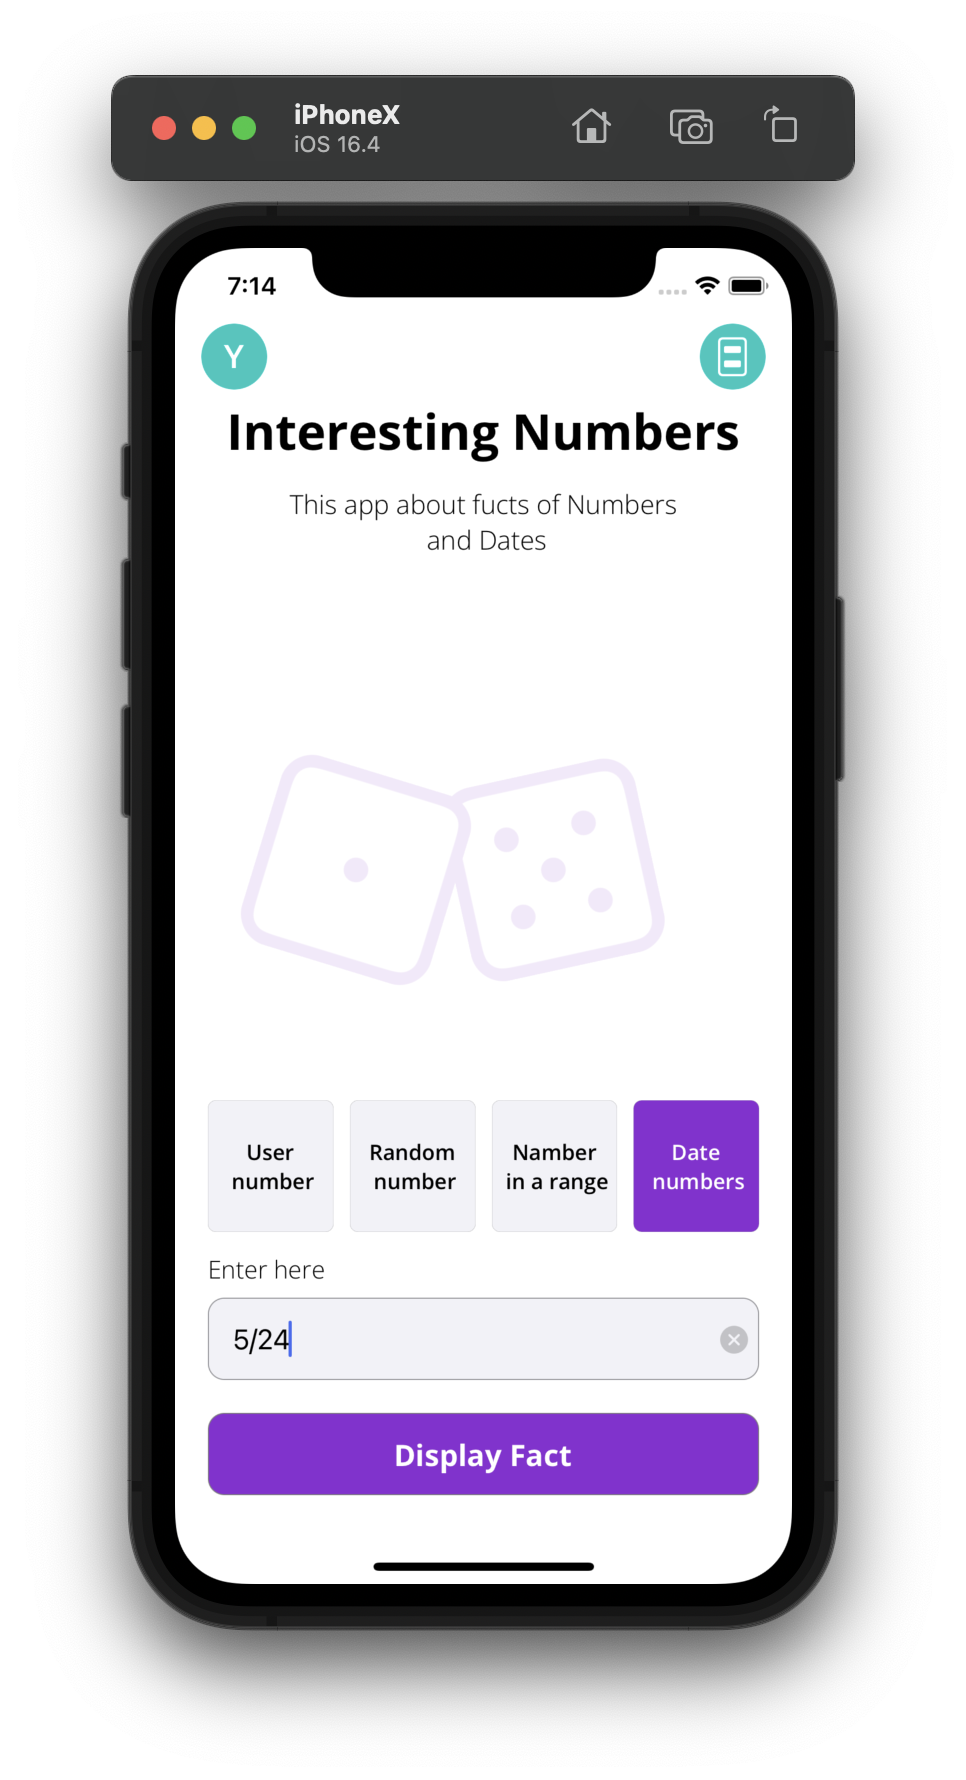 iPhoneX
iOS 16.4
7:14
Y
Interesting Numbers
This app about fucts of Numbers
and Dates
User
number
Random
number
Namber
in a range
Date
numbers
Enter here
5/24
Display Fact